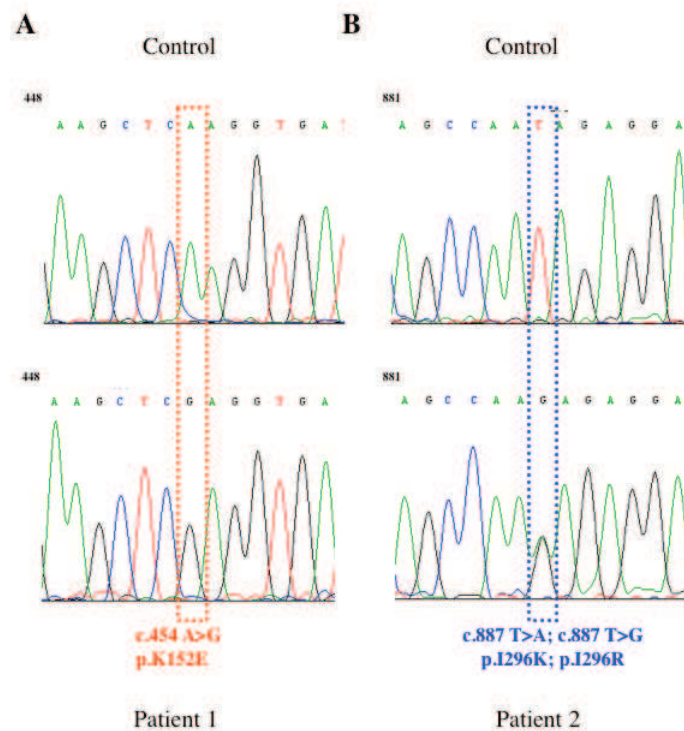 A
Control
448
A A G C T C A A G G T G A T
448
A A G C T C G A G G T G A
c.454 A>G
p.K152E
Patient 1
B
Control
881
A G C C A A T A G A G G A
881
A G C C A A G A G A G G A
c.887 T>A; c.887 T>G
p.I296K; p.I296R
Patient 2